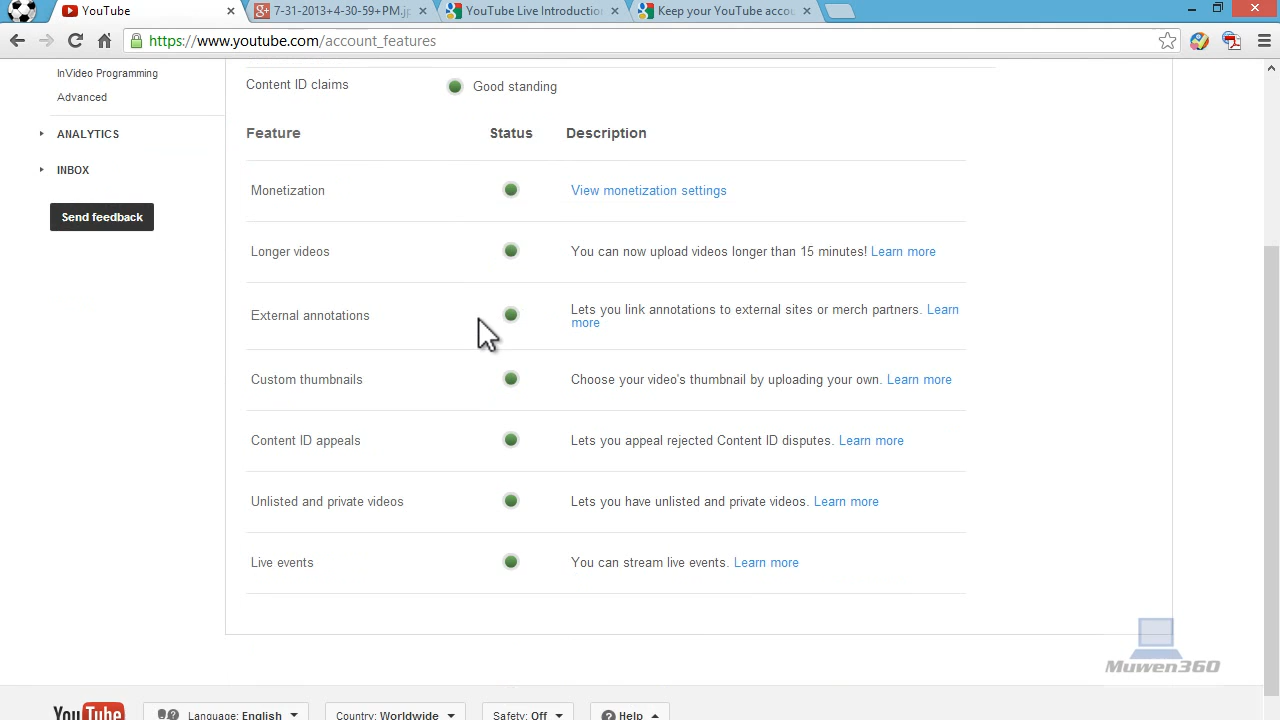 YouTube
7-31-2013+4-30-59+PM.j
YouTube Live Introduction
Keep your YouTube accou
https://www.youtube.com/account_features
InVideo Programming
Advanced
ANALYTICS
INBOX
Send feedback
Content ID claims Good standing
Feature Status Description
Monetization View monetization settings
Longer videos You can now upload videos longer than 15 minutes! Learn more
External annotations Lets you link annotations to external sites or merch partners. Learn
more
Custom thumbnails Choose your video's thumbnail by uploading your own. Learn more
Content ID appeals Lets you appeal rejected Content ID disputes. Learn more
Unlisted and private videos Lets you have unlisted and private videos. Learn more
Live events You can stream live events. Learn more
Muwen360
YouTube Language: English Country: Worldwide Safety: Off Help